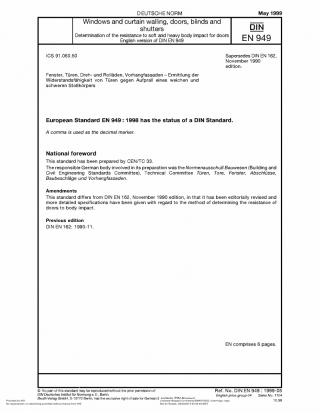 DEUTSCHE NORM
May 1999
Windows and curtain walling, doors, blinds and
shutters
Determination of the resistance to soft and heavy body impact for doors
English version of DIN EN 949
DIN
EN 949
ICS 91.060.50
Supersedes DIN EN 162,
November 1990
edition.
Fenster, Türen, Dreh- und Rolläden, Vorhangfassaden – Ermittlung der
Widerstandsfähigkeit von Türen gegen Aufprall eines weichen und
schweren Stoßkörpers
European Standard EN 949 : 1998 has the status of a DIN Standard.
A comma is used as the decimal marker.
National foreword
This standard has been prepared by CEN/TC 33.
The responsible German body involved in its preparation was the Normenausschuß Bauwesen (Building and
Civil Engineering Standards Committee), Technical Committee Türen, Tore, Fenster, Abschlüsse,
Baubeschläge und Vorhangfassaden.
Amendments
This standard differs from DIN EN 162, November 1990 edition, in that it has been editorially revised and
more detailed specifications have been given with regard to the method of determining the resistance of
doors to body impact.
Previous edition
DIN EN 162: 1990-11.
EN comprises 8 pages.
© No part of this standard may be reproduced without the prior permission of
DIN Deutsches Institut für Normung e.V., Berlin.
Beuth Verlag GmbH, D-10772 Berlin, has the exclusive right of sale for German
Ref. No. DIN EN 949 : 1999-05
English price group 04 Sales No. 1104